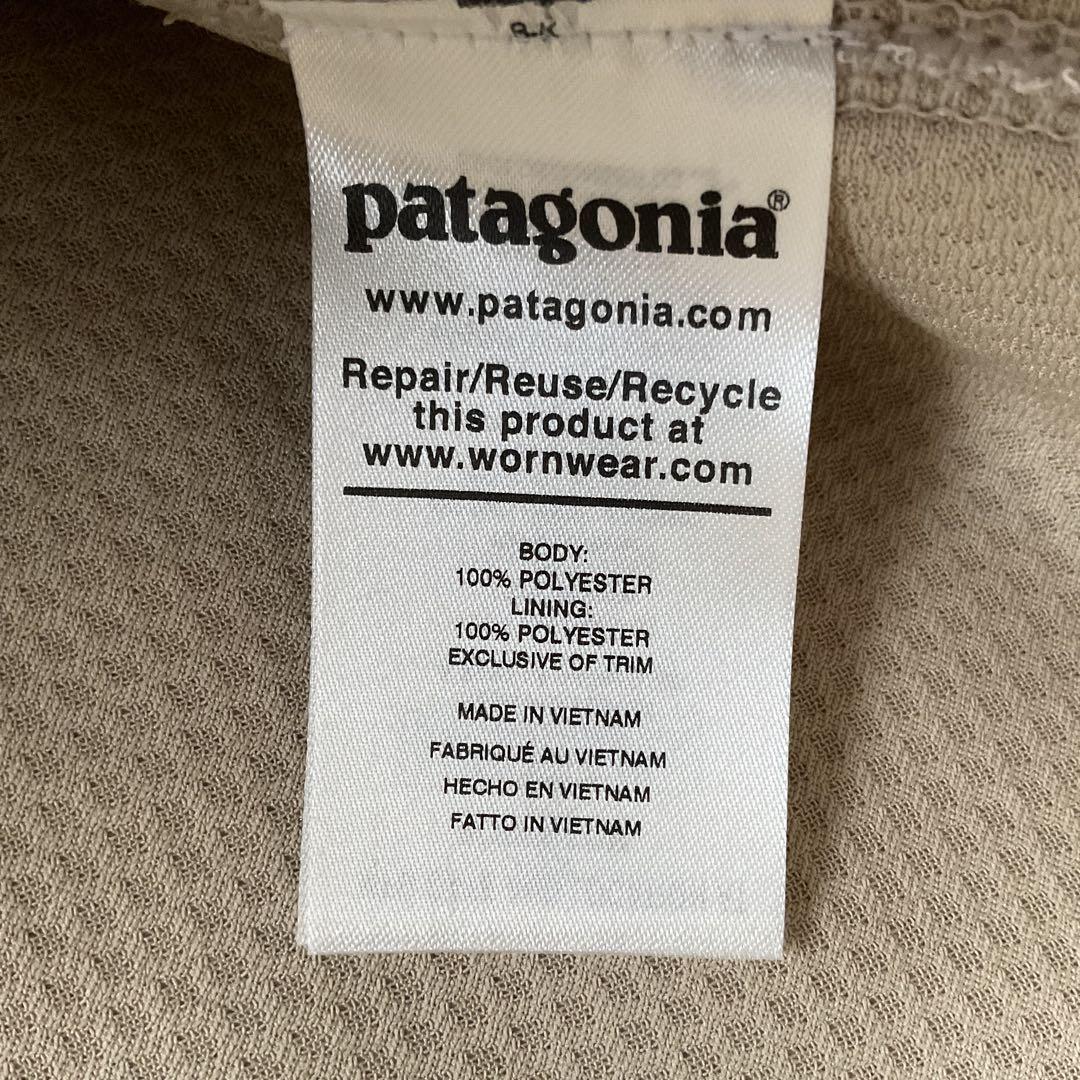 patagonia®
www.patagonia.com
Repair/Reuse/Recycle
this product at
www.wornwear.com
BODY:
100% POLYESTER
LINING:
100% POLYESTER
EXCLUSIVE OF TRIM
MADE IN VIETNAM
FABRIQUÉ AU VIETNAM
HECHO EN VIETNAM
FATTO IN VIETNAM